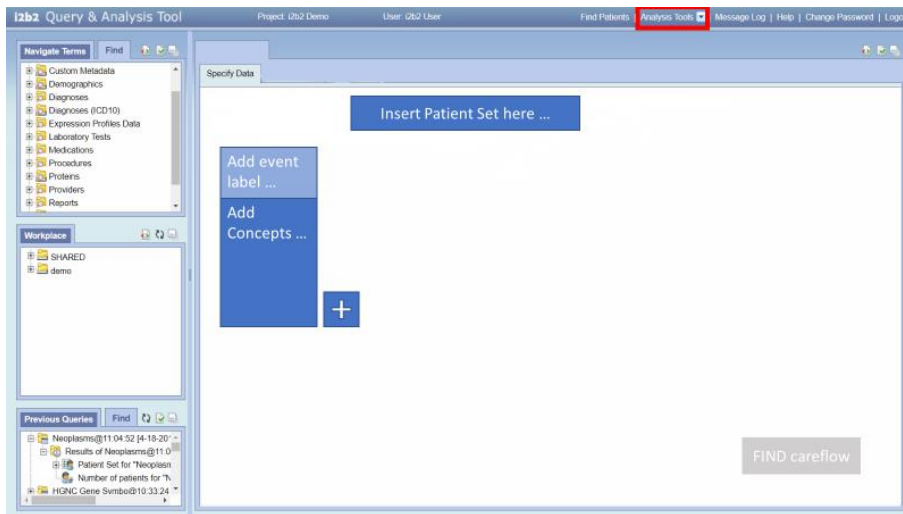 i2b2 Query & Analysis Tool
Project: i2b2 Demo
User: i2b2 User
Find Patients | Analysis Tools | Message Log | Help | Change Password | Logo
Navigate Terms
Find
Custom Metadata
Demographics
Diagnoses
Diagnoses (ICD10)
Expression Profiles Data
Laboratory Tests
Medications
Procedures
Proteins
Providers
Reports
Workplace
SHARED
demo
Previous Queries
Find
Neoplasms@11:04:52 [4-18-20
Results of Neoplasms@11:0
Patient Set for "Neoplasm
Number of patients for "N
HGNC Gene Symbo@10:33:24
Specify Data
Insert Patient Set here ...
Add event
label ...
Add
Concepts ...
+
FIND careflow